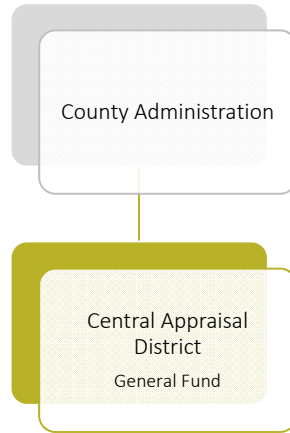 County Administration
Central Appraisal
District
General Fund